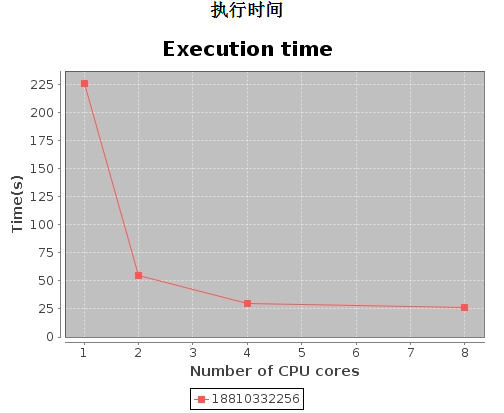 执行时间
Execution time
Time(s)
225
200
175
150
125
100
75
50
25
0
1 2 3 4 5 6 7 8
Number of CPU cores
18810332256